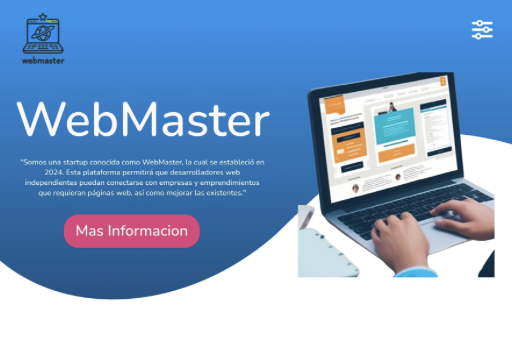 webmaster
WebMaster
"Somos una startup conocida como WebMaster, la cual se estableció en
2024. Esta plataforma permitirá que desarrolladores web
independientes puedan conectarse con empresas y emprendimientos
que requieran páginas web, así como mejorar las existentes."
Mas Informacion